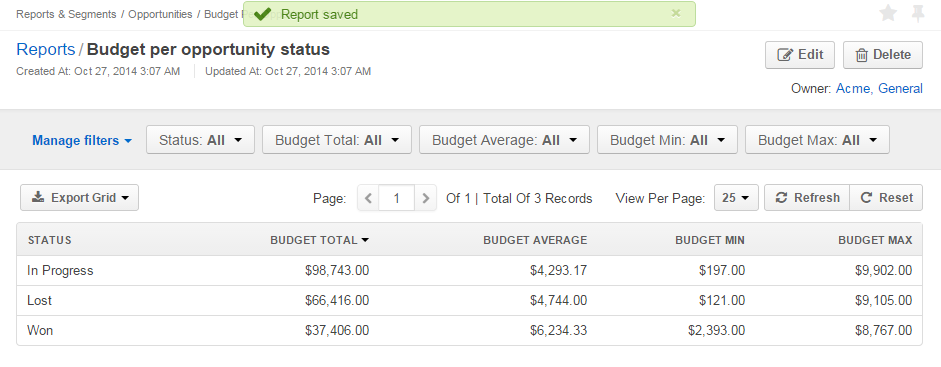 Reports & Segments / Opportunities / Budget P
Report saved ×
Reports / Budget per opportunity status
Edit Delete
Created At: Oct 27, 2014 3:07 AM Updated At: Oct 27, 2014 3:07 AM
Owner: Acme, General
Manage filters Status: All Budget Total: All Budget Average: All Budget Min: All Budget Max: All
Export Grid Page: < 1 > Of 1 | Total Of 3 Records View Per Page: 25 Refresh Reset
STATUS BUDGET TOTAL BUDGET AVERAGE BUDGET MIN BUDGET MAX
In Progress $98,743.00 $4,293.17 $197.00 $9,902.00
Lost $66,416.00 $4,744.00 $121.00 $9,105.00
Won $37,406.00 $6,234.33 $2,393.00 $8,767.00